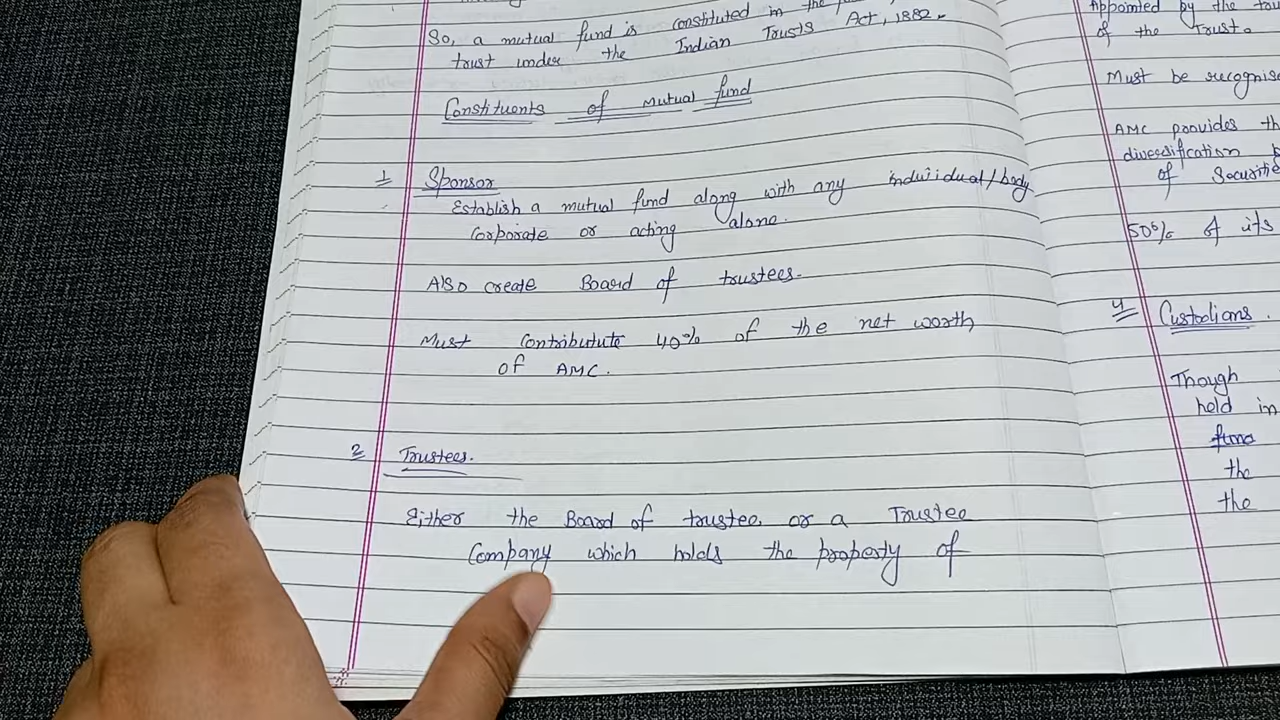 So, a mutual fund is constituted in the
trust under the Indian Trusts Act, 1882.
Constituents of mutual fund
1 Sponsor
Establish a mutual fund along with any individual/body
corporate or acting alone.
Also create Board of trustees.
Must contributute 40% of the net worth
of AMC.
2 Trustees.
Either the Board of trustee or a Trustee
Company which holds the property of
Appointed by the
of the Trust.
Must be
AMC provides
diversification
of
50% of its
4 Custodians.
Though
held in
fund
the
the